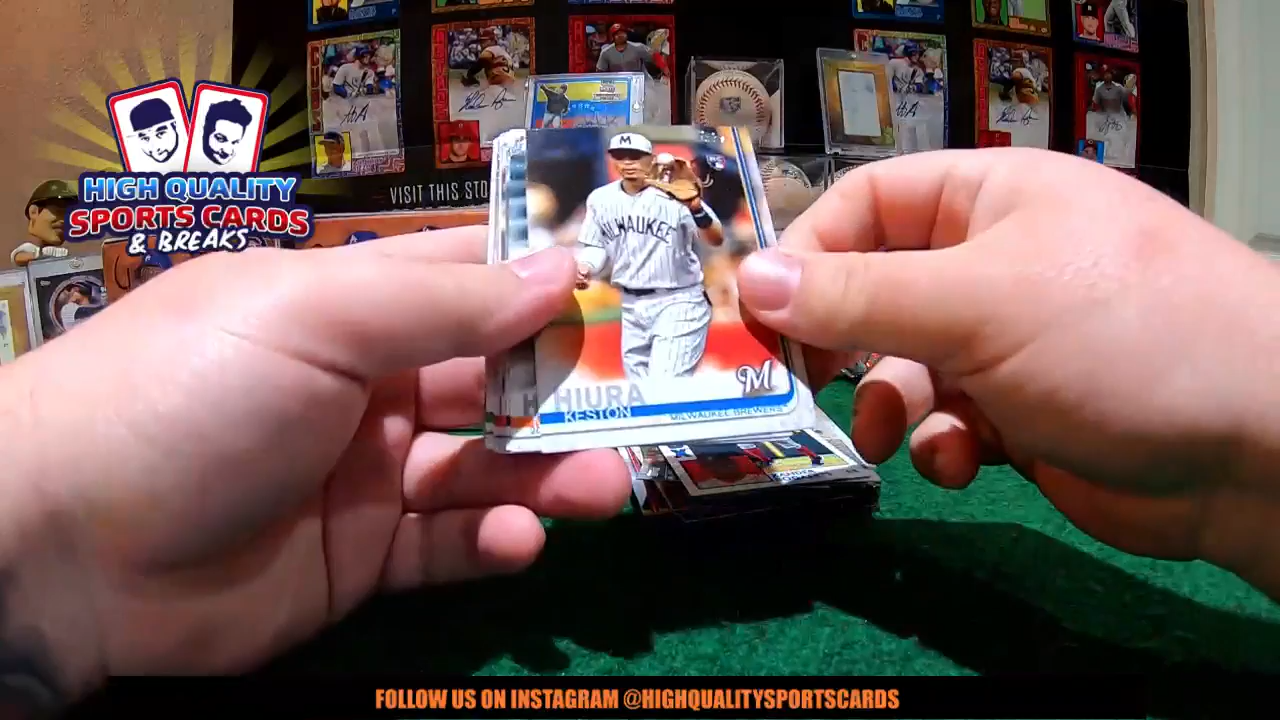 HIGH QUALITY
SPORTS CARDS
& BREAKS
VISIT THIS STO
M
MILWAUKEE
M
HIURA
KESTON
MILWAUKEE BREWERS
FOLLOW US ON INSTAGRAM @HIGHQUALITYSPORTSCARDS